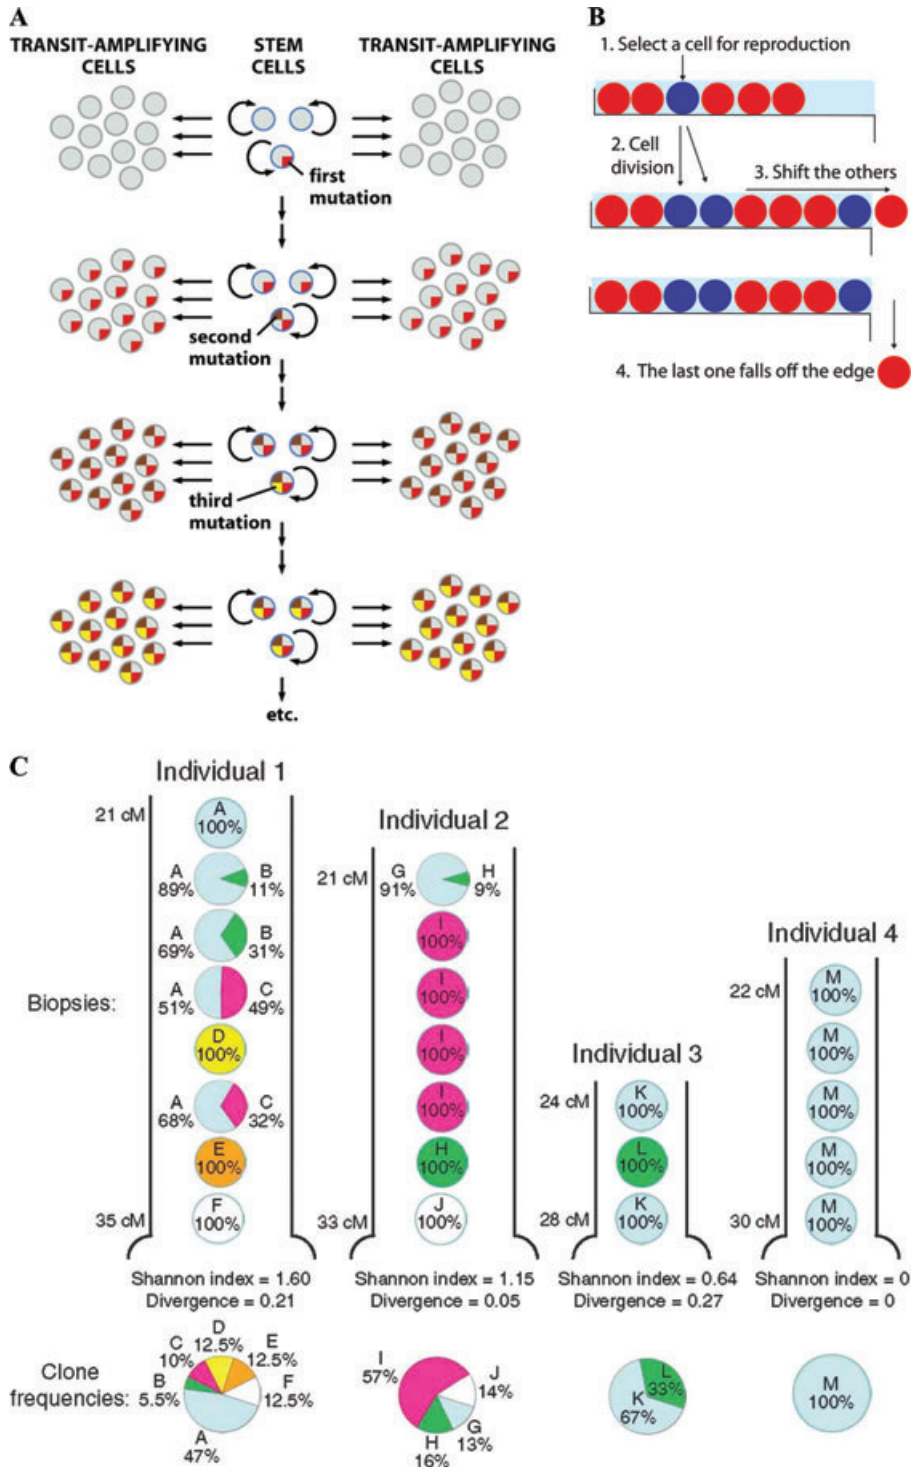 A
TRANSIT-AMPLIFYING
CELLS
STEM
CELLS
TRANSIT-AMPLIFYING
CELLS
first
mutation
second
mutation
third
mutation
etc.
B
1. Select a cell for reproduction
2. Cell
division
3. Shift the others
4. The last one falls off the edge
C
Individual 1
21 cM
A
100%
A
89%
B
11%
A
69%
B
31%
Biopsies:
A
51%
C
49%
D
100%
A
68%
C
32%
E
100%
35 cM
F
100%
Shannon index = 1.60
Divergence = 0.21
Individual 2
21 cM
G
91%
H
9%
I
100%
I
100%
I
100%
I
100%
H
100%
33 cM
J
100%
Shannon index = 1.15
Divergence = 0.05
Individual 3
24 cM
K
100%
L
100%
28 cM
K
100%
Shannon index = 0.64
Divergence = 0.27
Individual 4
22 cM
M
100%
M
100%
M
100%
M
100%
30 cM
M
100%
Shannon index = 0
Divergence = 0
Clone
frequencies:
D
12.5%
C
10%
E
12.5%
B
5.5%
F
12.5%
A
47%
I
57%
J
14%
G
13%
H
16%
L
33%
K
67%
M
100%